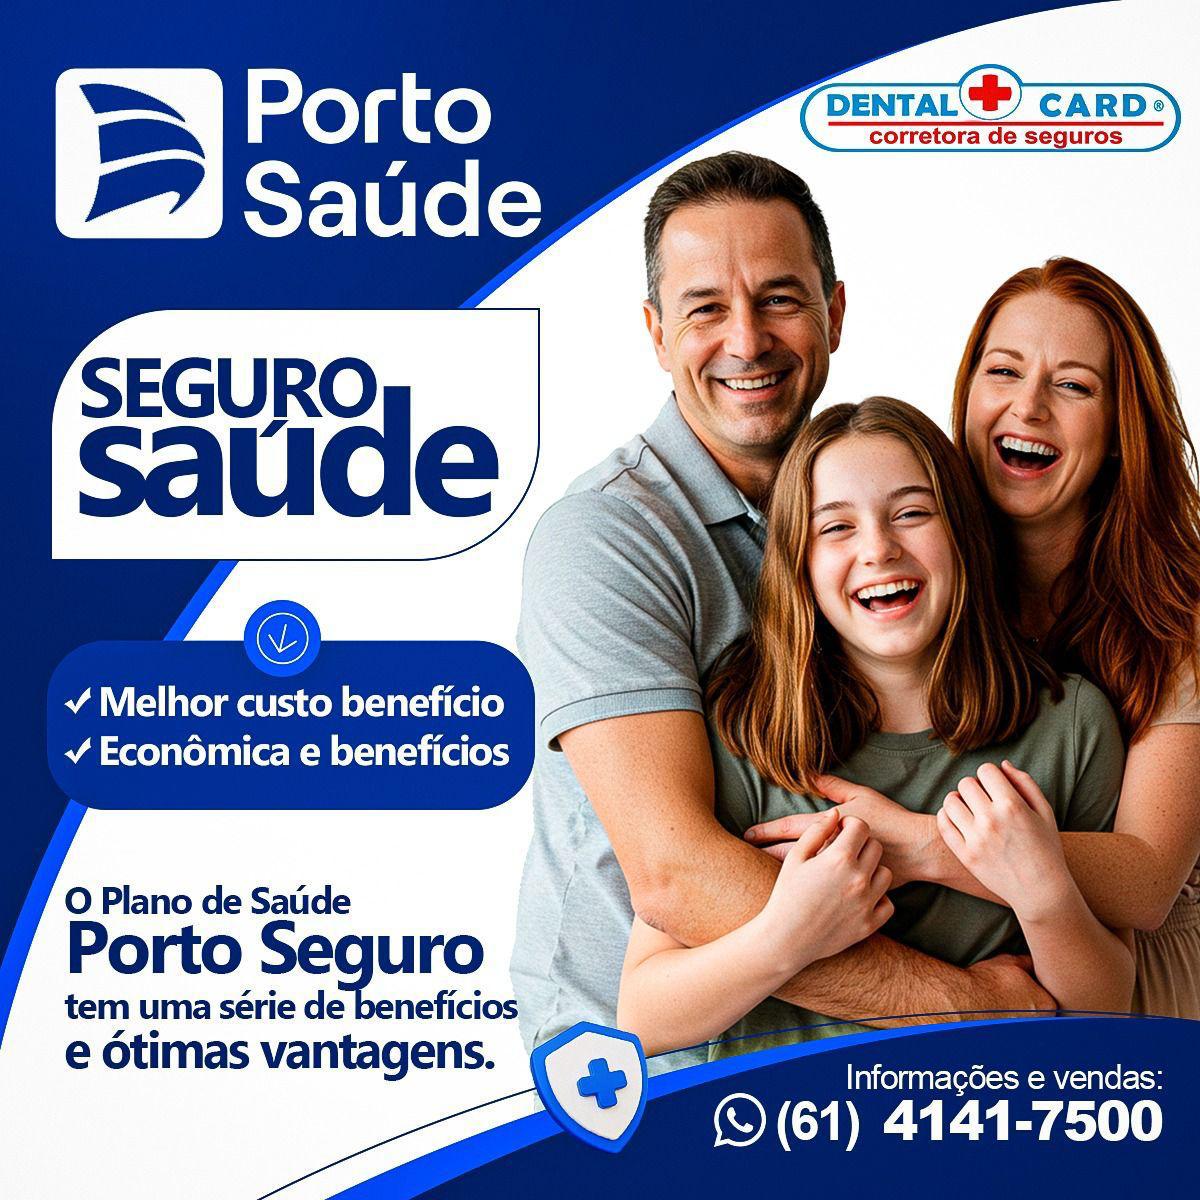 Porto
Saúde
DENTAL CARD®
corretora de seguros
SEGURO
saúde
Melhor custo benefício
Econômica e benefícios
O Plano de Saúde
Porto Seguro
tem uma série de benefícios
e ótimas vantagens.
Informações e vendas:
(61) 4141-7500